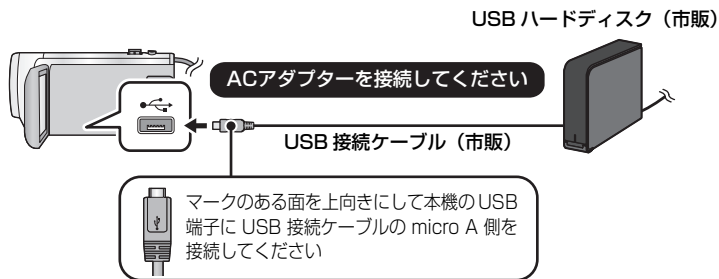 USB ハードディスク（市販）
ACアダプターを接続してください
USB 接続ケーブル（市販）
マークのある面を上向きにして本機のUSB
端子に USB 接続ケーブルの micro A 側を
接続してください